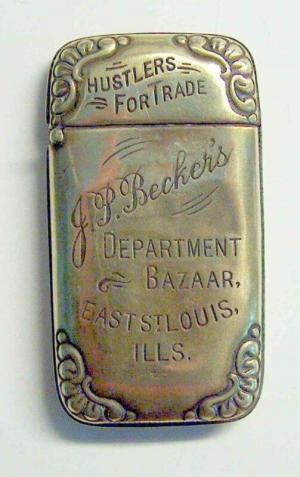 HUSTLERS
FOR TRADE
J.P. Becker's
DEPARTMENT
BAZAAR,
EAST ST. LOUIS,
ILLS.